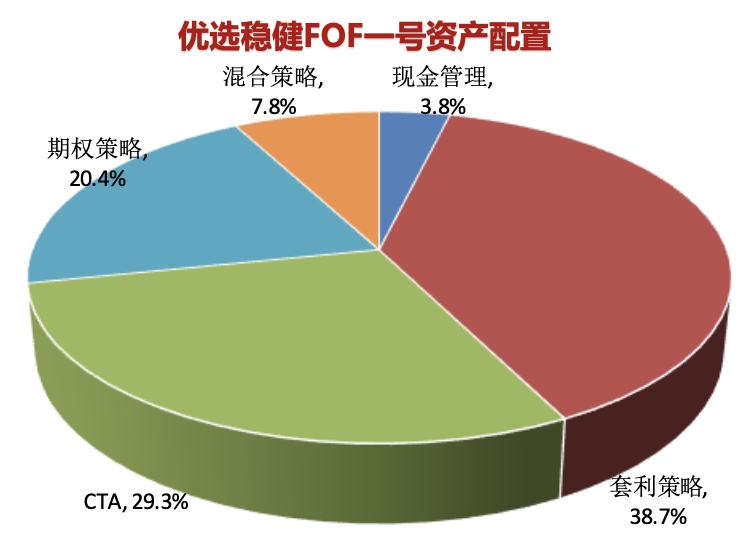 优选稳健FOF一号资产配置
混合策略,
7.8%
现金管理,
3.8%
期权策略,
20.4%
CTA, 29.3%
套利策略,
38.7%